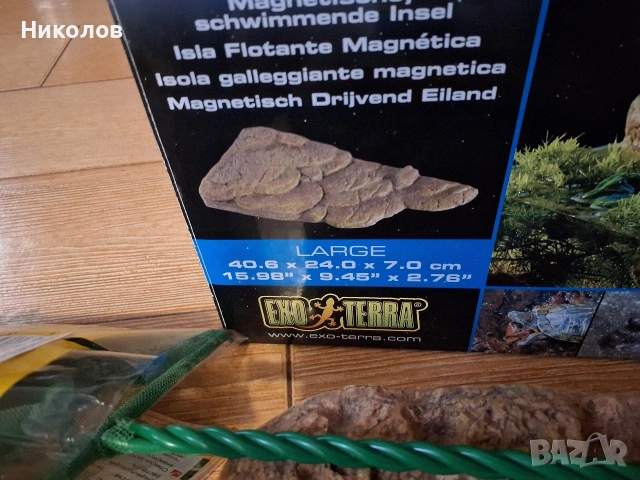 Николов
Magnetische,
schwimmende Insel
Isla Flotante Magnética
Isola galleggiante magnetica
Magnetisch Drijvend Eiland
LARGE
40.6 x 24.0 x 7.0 cm
15.98" x 9.45" x 2.76"
EXO TERRA®
www.exo-terra.com
BAZAR